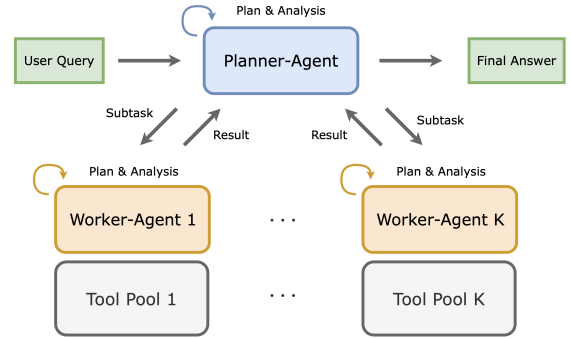 Plan & Analysis
User Query
Planner-Agent
Final Answer
Subtask
Result
Result
Subtask
Plan & Analysis
Plan & Analysis
Worker-Agent 1
. . .
Worker-Agent K
Tool Pool 1
. . .
Tool Pool K